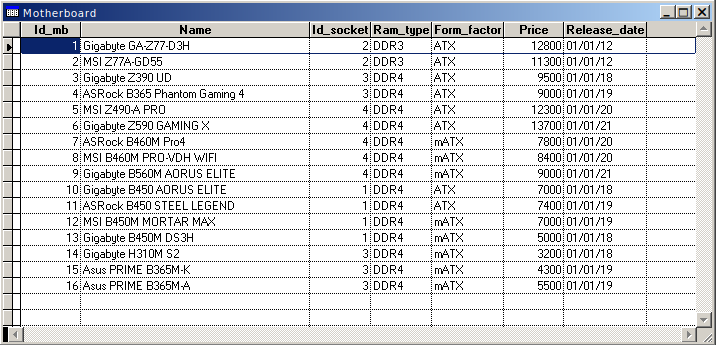 Motherboard
Id_mb Name Id_socket Ram_type Form_factor Price Release_date
1 Gigabyte GA-Z77-D3H 2 DDR3 ATX 12800 01/01/12
2 MSI Z77A-GD55 2 DDR3 ATX 11300 01/01/12
3 Gigabyte Z390 UD 3 DDR4 ATX 9500 01/01/18
4 ASRock B365 Phantom Gaming 4 3 DDR4 ATX 9000 01/01/19
5 MSI Z490-A PRO 4 DDR4 ATX 12300 01/01/20
6 Gigabyte Z590 GAMING X 4 DDR4 ATX 13700 01/01/21
7 ASRock B460M Pro4 4 DDR4 mATX 7800 01/01/20
8 MSI B460M PRO-VDH WIFI 4 DDR4 mATX 8400 01/01/20
9 Gigabyte B560M AORUS ELITE 4 DDR4 mATX 9000 01/01/21
10 Gigabyte B450 AORUS ELITE 1 DDR4 ATX 7000 01/01/18
11 ASRock B450 STEEL LEGEND 1 DDR4 ATX 7400 01/01/19
12 MSI B450M MORTAR MAX 1 DDR4 mATX 7000 01/01/19
13 Gigabyte B450M DS3H 1 DDR4 mATX 5000 01/01/18
14 Gigabyte H310M S2 3 DDR4 mATX 3200 01/01/18
15 Asus PRIME B365M-K 3 DDR4 mATX 4300 01/01/19
16 Asus PRIME B365M-A 3 DDR4 mATX 5500 01/01/19